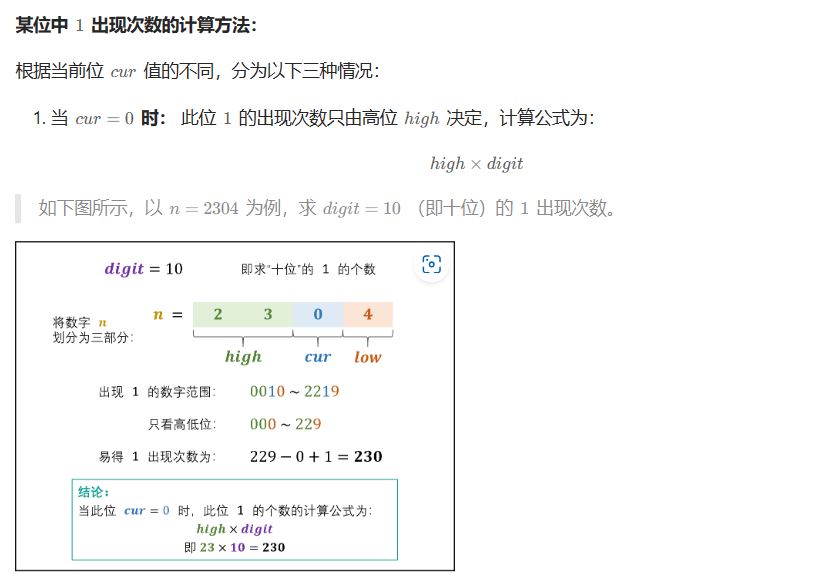 某位中 1 出现次数的计算方法：
根据当前位 cur 值的不同，分为以下三种情况：
1. 当 cur = 0 时： 此位 1 的出现次数只由高位 high 决定，计算公式为：
high × digit
如下图所示，以 n = 2304 为例，求 digit = 10 （即十位）的 1 出现次数。
digit = 10 即求“十位”的 1 的个数
将数字 n
划分为三部分：
n = 2 3 0 4
high cur low
出现 1 的数字范围： 0010 ~ 2219
只看高低位： 000 ~ 229
易得 1 出现次数为： 229 − 0 + 1 = 230
结论：
当此位 cur = 0 时，此位 1 的个数的计算公式为：
high × digit
即 23 × 10 = 230